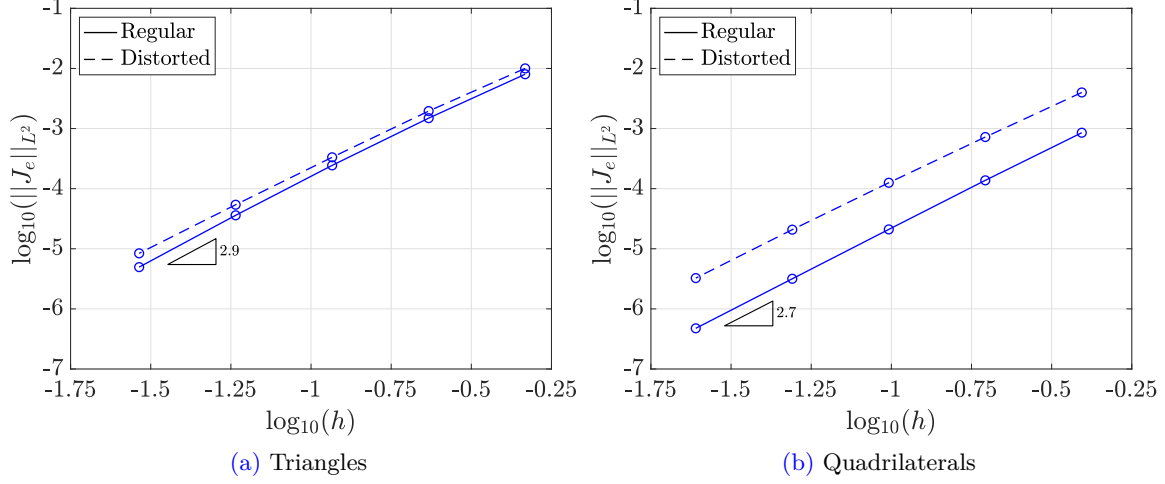 -1
-2
-3
-4
-5
-6
-7
log₁₀(||Jₑ||_{L²})
Regular
Distorted
2.9
-1.75 -1.5 -1.25 -1 -0.75 -0.5 -0.25
log₁₀(h)
(a) Triangles
-1
-2
-3
-4
-5
-6
-7
log₁₀(||Jₑ||_{L²})
Regular
Distorted
2.7
-1.75 -1.5 -1.25 -1 -0.75 -0.5 -0.25
log₁₀(h)
(b) Quadrilaterals